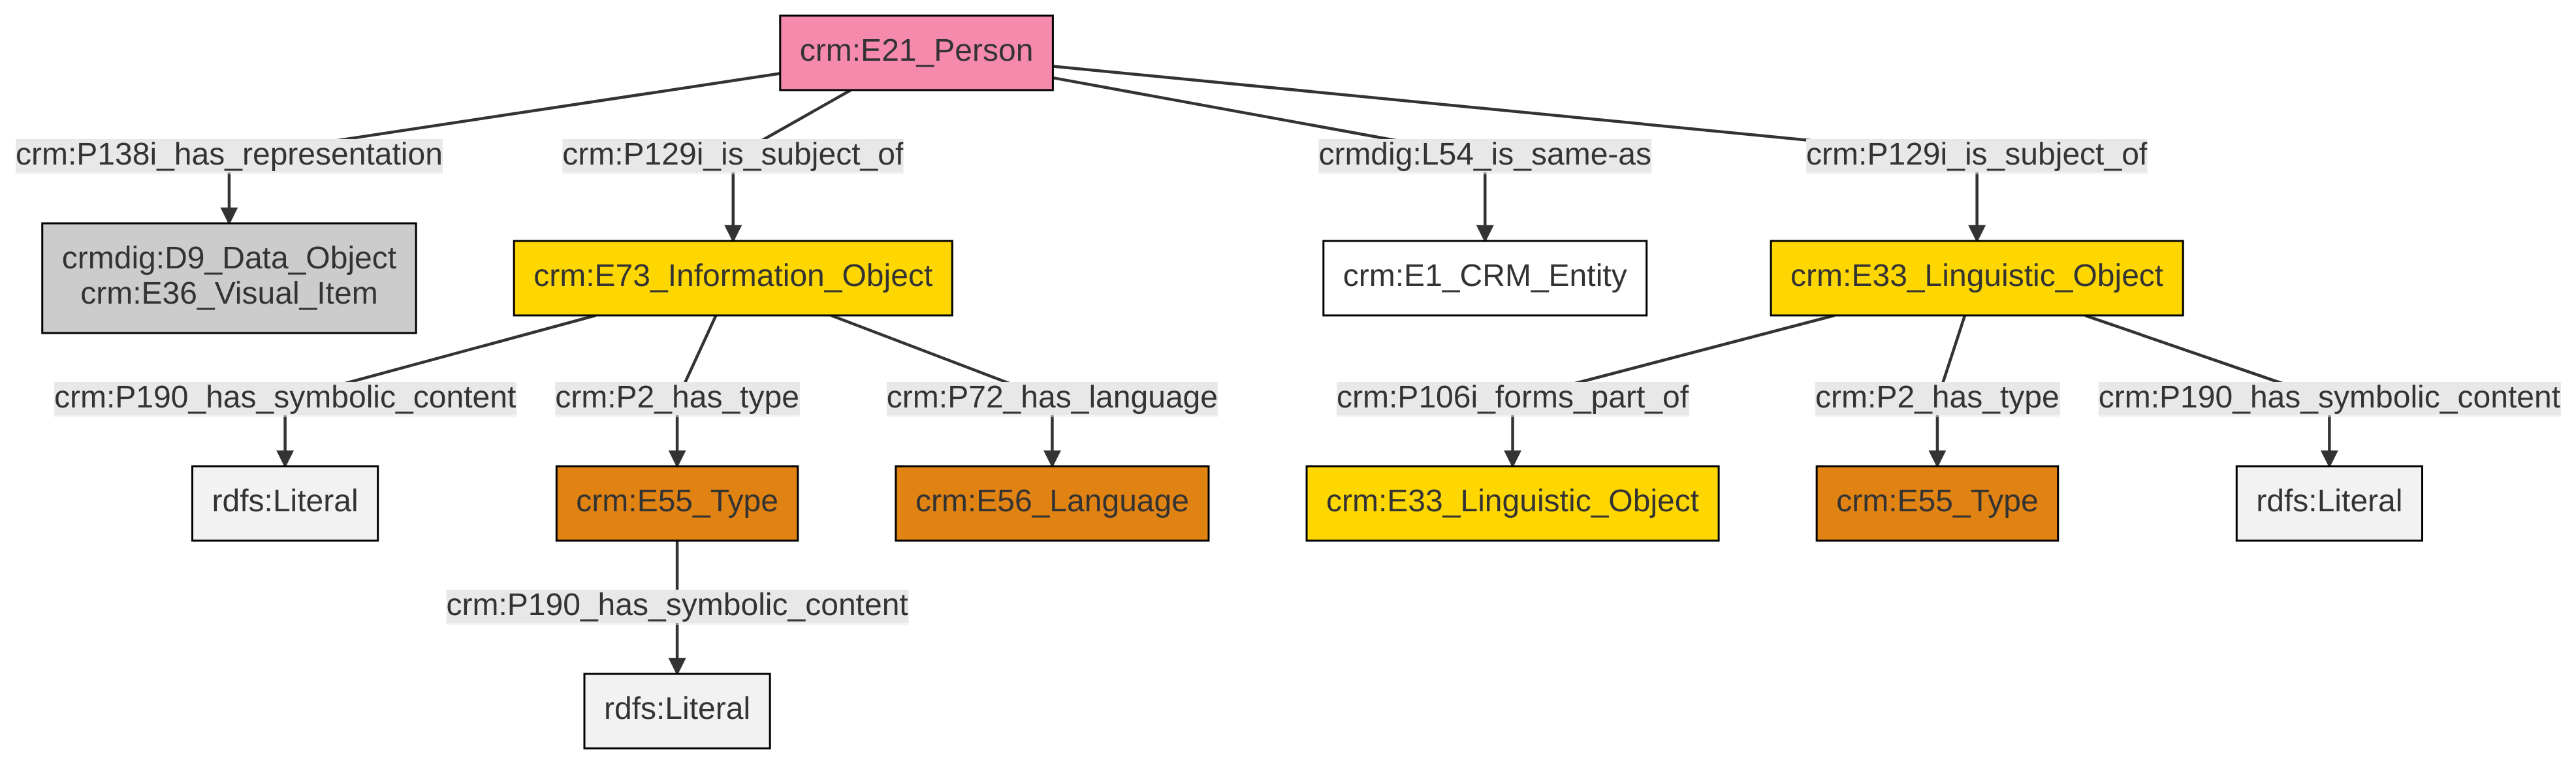 crm:E21_Person
crm:P138i_has_representation
crm:P129i_is_subject_of
crmdig:L54_is_same-as
crm:P129i_is_subject_of
crmdig:D9_Data_Object
crm:E36_Visual_Item
crm:E73_Information_Object
crm:E1_CRM_Entity
crm:E33_Linguistic_Object
crm:P190_has_symbolic_content
crm:P2_has_type
crm:P72_has_language
crm:P106i_forms_part_of
crm:P2_has_type
crm:P190_has_symbolic_content
rdfs:Literal
crm:E55_Type
crm:E56_Language
crm:E33_Linguistic_Object
crm:E55_Type
rdfs:Literal
crm:P190_has_symbolic_content
rdfs:Literal